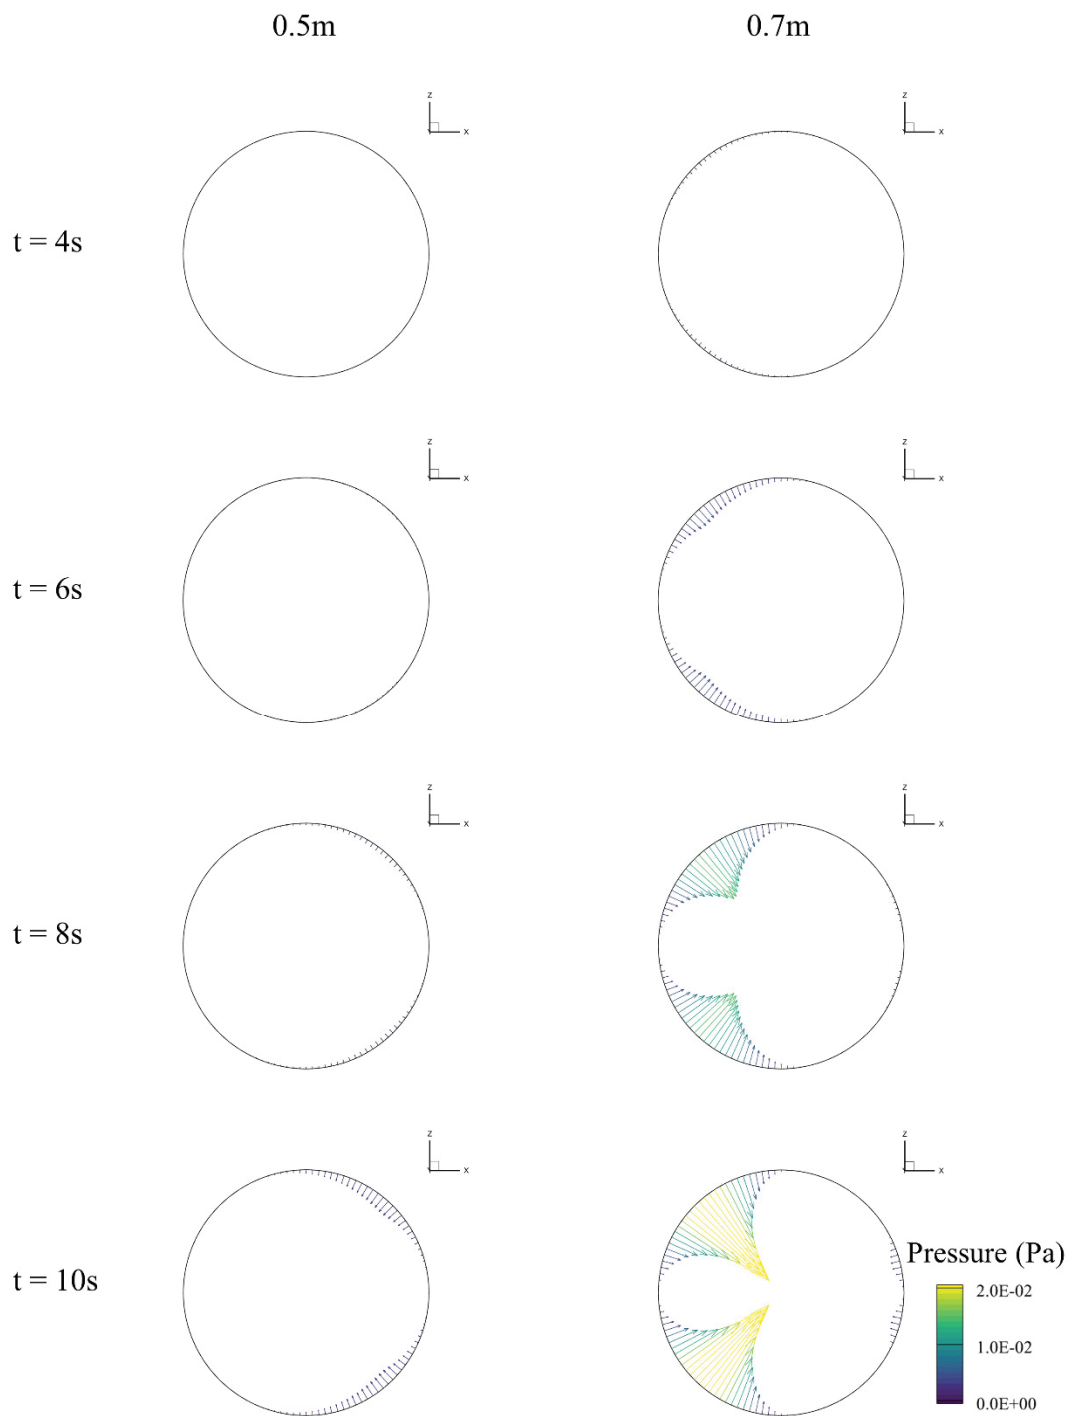 0.5m 0.7m
z x z x
t = 4s
z x z x
t = 6s
z x z x
t = 8s
z x z x
t = 10s
Pressure (Pa)
2.0E-02
1.0E-02
0.0E+00